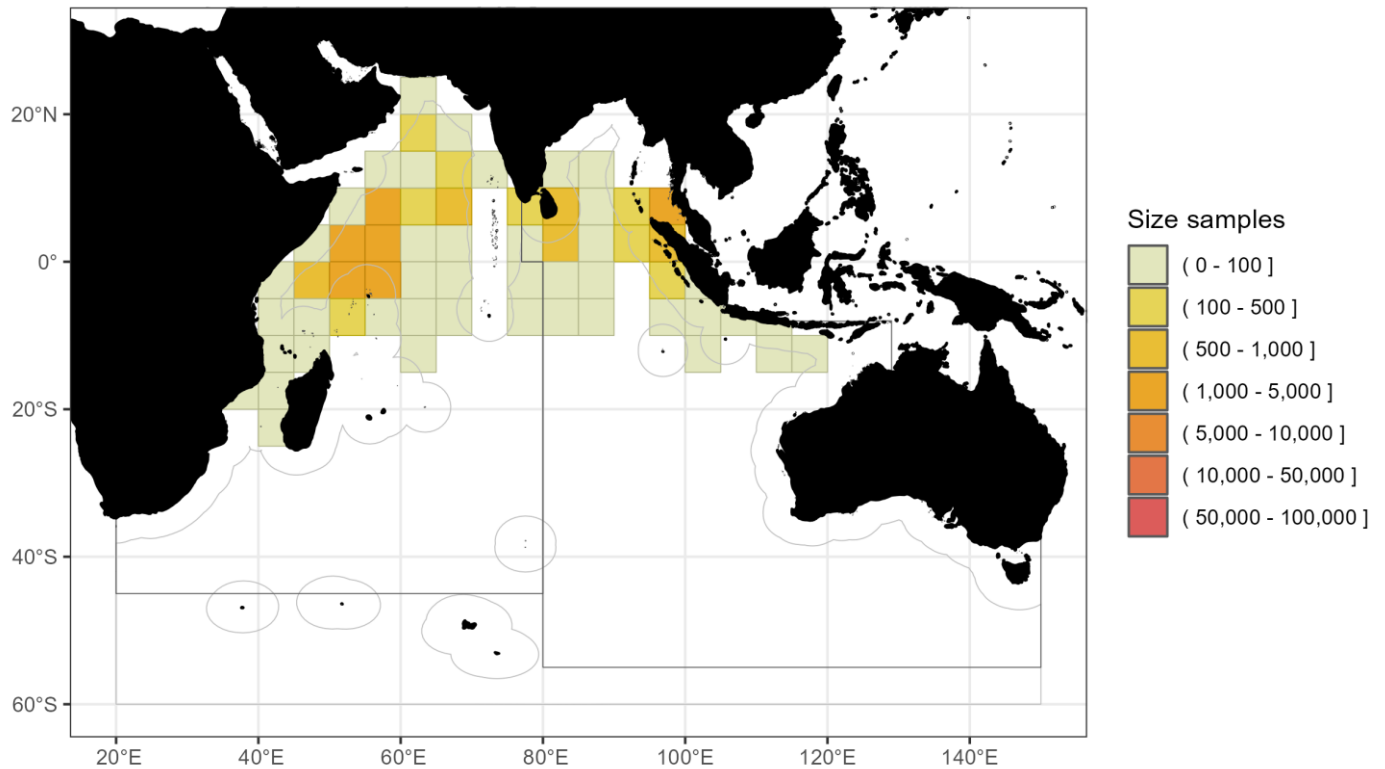 20°N
0°
20°S
40°S
60°S
20°E
40°E
60°E
80°E
100°E
120°E
140°E
Size samples
( 0 - 100 ]
( 100 - 500 ]
( 500 - 1,000 ]
( 1,000 - 5,000 ]
( 5,000 - 10,000 ]
( 10,000 - 50,000 ]
( 50,000 - 100,000 ]